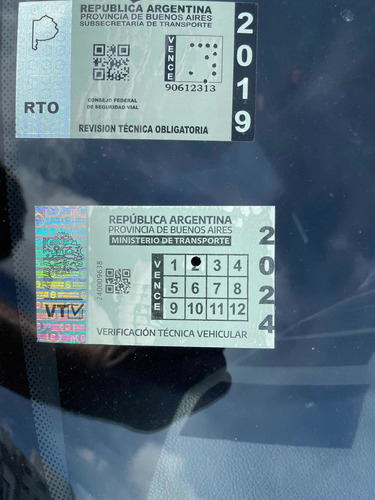 REPUBLICA ARGENTINA
PROVINCIA DE BUENOS AIRES
SUBSECRETARIA DE TRANSPORTE
VENCE
2019
90612313
RTO
CONSEJO FEDERAL
DE SEGURIDAD VIAL
REVISION TÉCNICA OBLIGATORIA
REPÚBLICA ARGENTINA
PROVINCIA DE BUENOS AIRES
MINISTERIO DE TRANSPORTE
240009638
VENCE
1 2 3 4
5 6 7 8
9 10 11 12
2024
VTV
VERIFICACIÓN TÉCNICA VEHICULAR